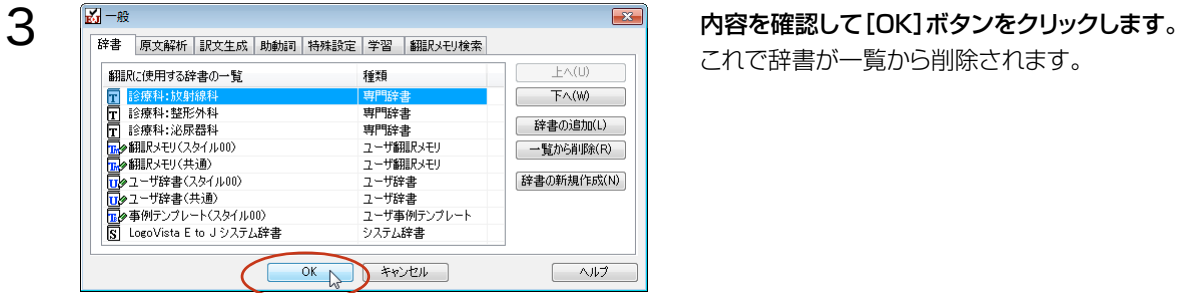 3
一般
辞書 原文解析 訳文生成 助動詞 特殊設定 学習 翻訳メモリ検索
翻訳に使用する辞書の一覧 種類
診療科:放射線科 専門辞書
診療科:整形外科 専門辞書
診療科:泌尿器科 専門辞書
翻訳メモリ(スタイル00) ユーザ翻訳メモリ
翻訳メモリ(共通) ユーザ翻訳メモリ
ユーザ辞書(スタイル00) ユーザ辞書
ユーザ辞書(共通) ユーザ辞書
事例テンプレート(スタイル00) ユーザ事例テンプレート
LogoVista E to J システム辞書 システム辞書
上へ(U)
下へ(W)
辞書の追加(L)
一覧から削除(R)
辞書の新規作成(N)
OK キャンセル ヘルプ
内容を確認して[OK]ボタンをクリックします。
これで辞書が一覧から削除されます。